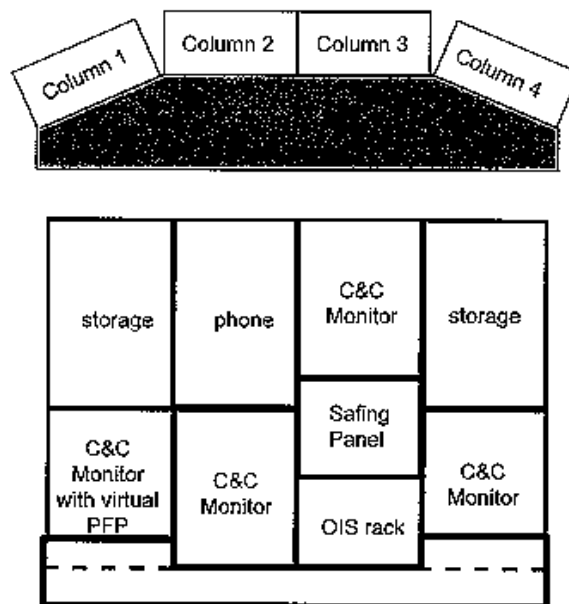 Column 1
Column 2
Column 3
Column 4
storage
phone
C&C
Monitor
storage
Safing
Panel
C&C
Monitor
with virtual
PFP
C&C
Monitor
OIS rack
C&C
Monitor